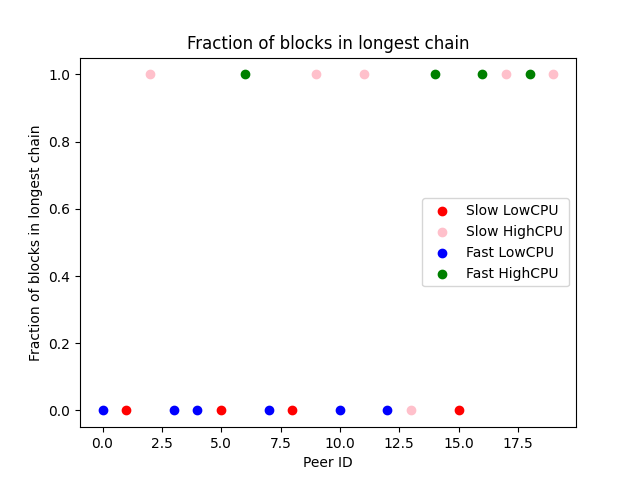 Fraction of blocks in longest chain
Fraction of blocks in longest chain
1.0
0.8
0.6
0.4
0.2
0.0
Slow LowCPU
Slow HighCPU
Fast LowCPU
Fast HighCPU
0.0 2.5 5.0 7.5 10.0 12.5 15.0 17.5
Peer ID